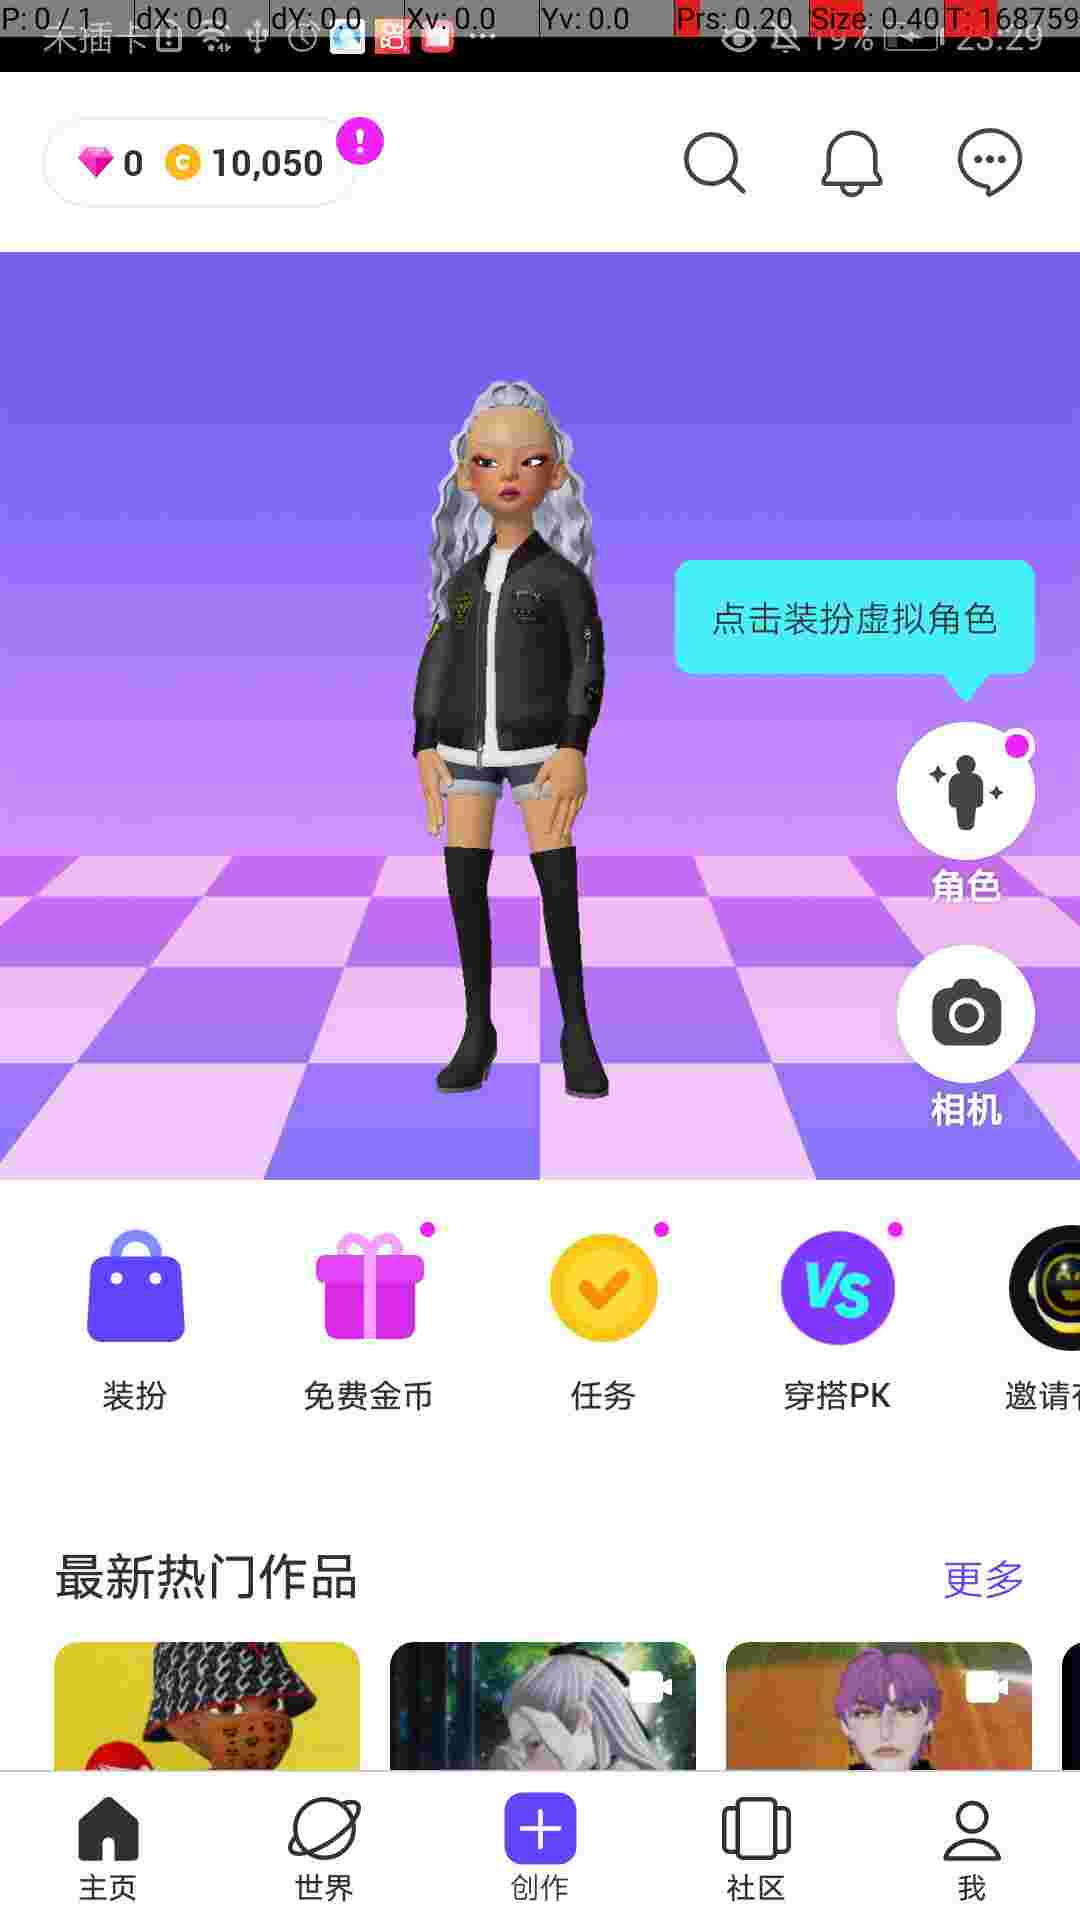 P: 0 / 1 dX: 0.0 dY: 0.0 Xv: 0.0 Yv: 0.0 Prs: 0.20 Size: 0.40 T: 168759
未插卡 19% 23:29
0 C 10,050
点击装扮虚拟角色
角色
相机
VS
装扮 免费金币 任务 穿搭PK 邀请
最新热门作品 更多
主页 世界 创作 社区 我